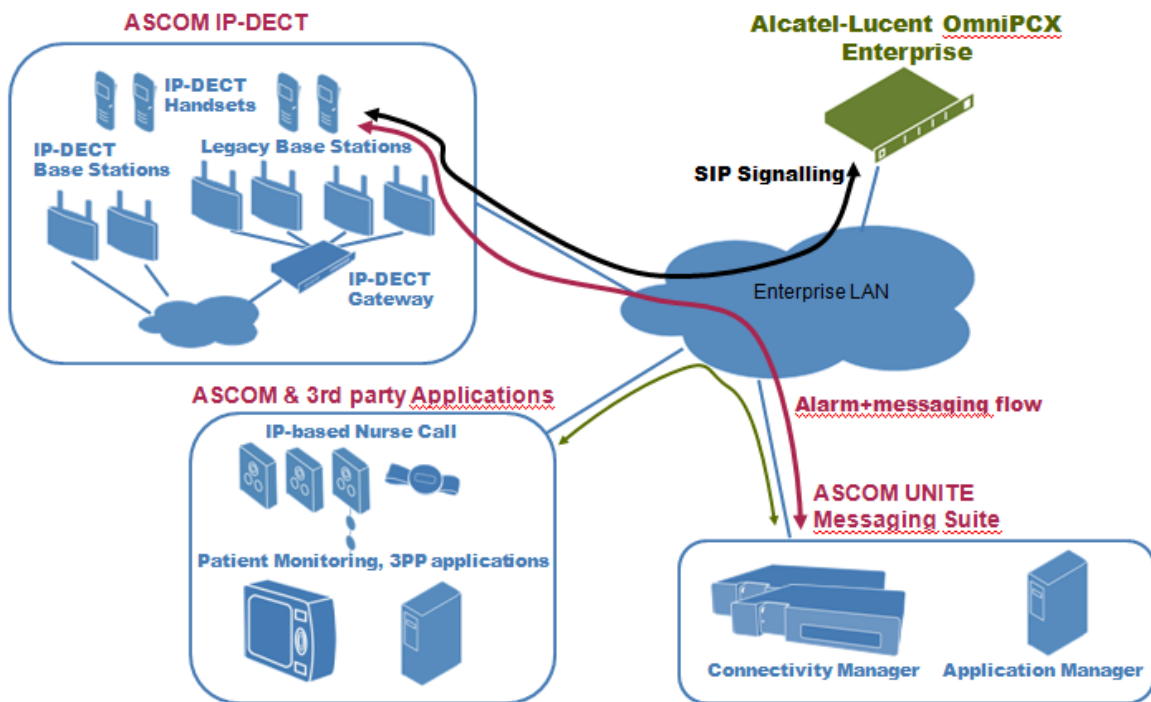 ASCOM IP-DECT
Alcatel-Lucent OmniPCX
Enterprise
IP-DECT
Handsets
IP-DECT
Base Stations
Legacy Base Stations
SIP Signalling
IP-DECT
Gateway
Enterprise LAN
ASCOM & 3rd party Applications
Alarm+messaging flow
IP-based Nurse Call
ASCOM UNITE
Messaging Suite
Patient Monitoring, 3PP applications
Connectivity Manager
Application Manager